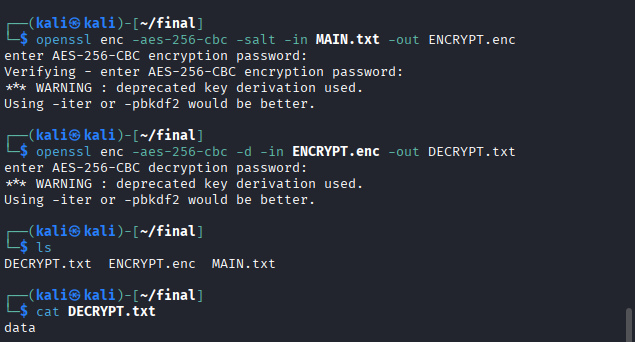 ┌──(kali㉿kali)-[~/final]
└─$ openssl enc -aes-256-cbc -salt -in MAIN.txt -out ENCRYPT.enc
enter AES-256-CBC encryption password:
Verifying - enter AES-256-CBC encryption password:
*** WARNING : deprecated key derivation used.
Using -iter or -pbkdf2 would be better.
┌──(kali㉿kali)-[~/final]
└─$ openssl enc -aes-256-cbc -d -in ENCRYPT.enc -out DECRYPT.txt
enter AES-256-CBC decryption password:
*** WARNING : deprecated key derivation used.
Using -iter or -pbkdf2 would be better.
┌──(kali㉿kali)-[~/final]
└─$ ls
DECRYPT.txt  ENCRYPT.enc  MAIN.txt
┌──(kali㉿kali)-[~/final]
└─$ cat DECRYPT.txt
data